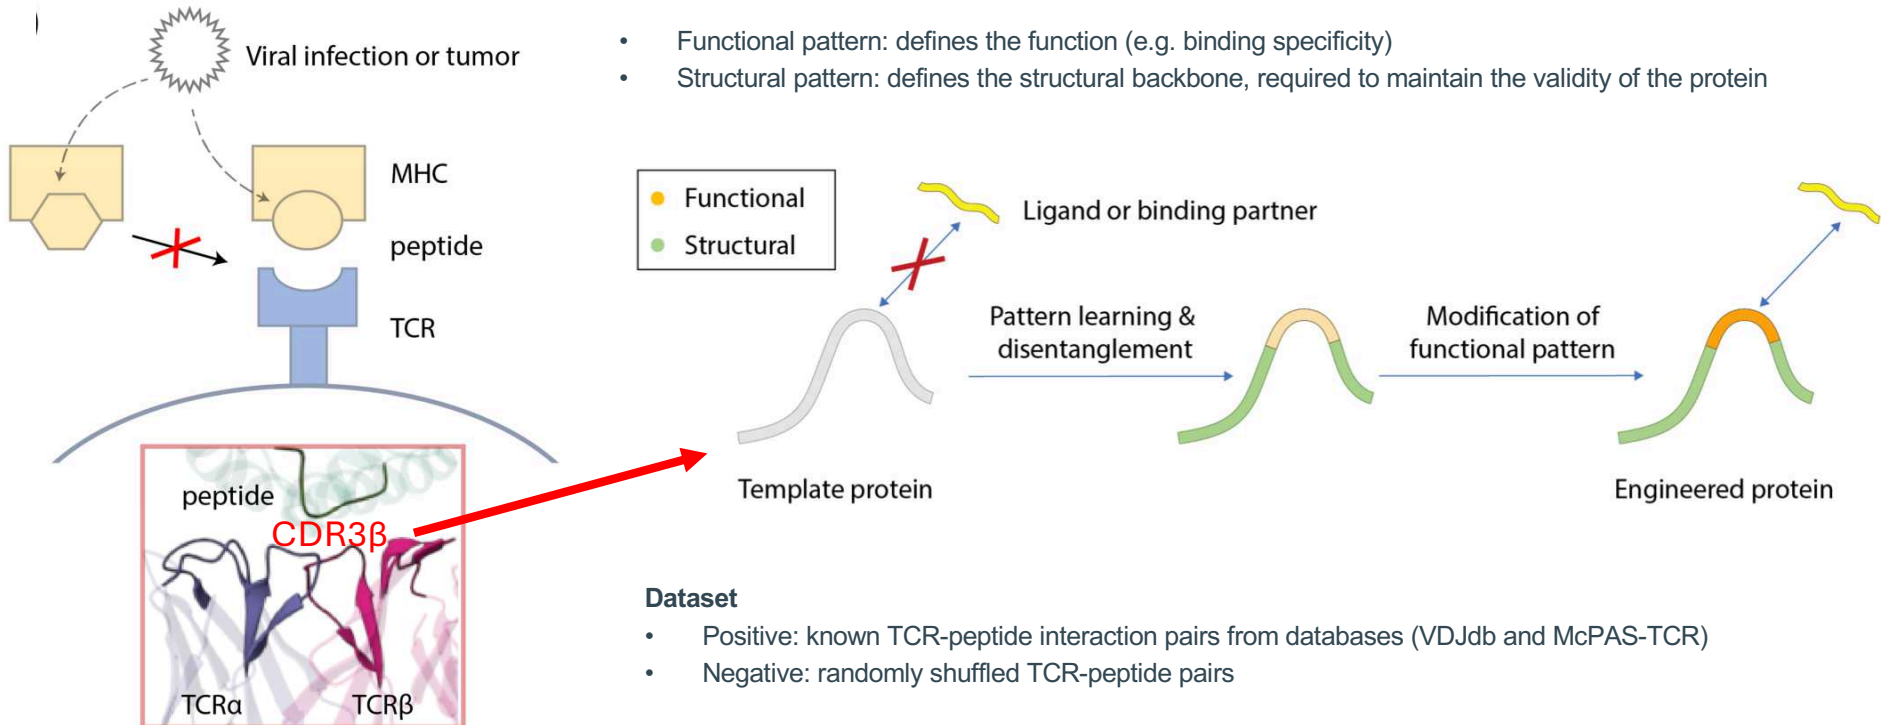 Viral infection or tumor
MHC
peptide
TCR
peptide
CDR3β
TCRα
TCRβ
• Functional pattern: defines the function (e.g. binding specificity)
• Structural pattern: defines the structural backbone, required to maintain the validity of the protein
Functional
Structural
Ligand or binding partner
Pattern learning &
disentanglement
Modification of
functional pattern
Template protein
Engineered protein
Dataset
• Positive: known TCR-peptide interaction pairs from databases (VDJdb and McPAS-TCR)
• Negative: randomly shuffled TCR-peptide pairs